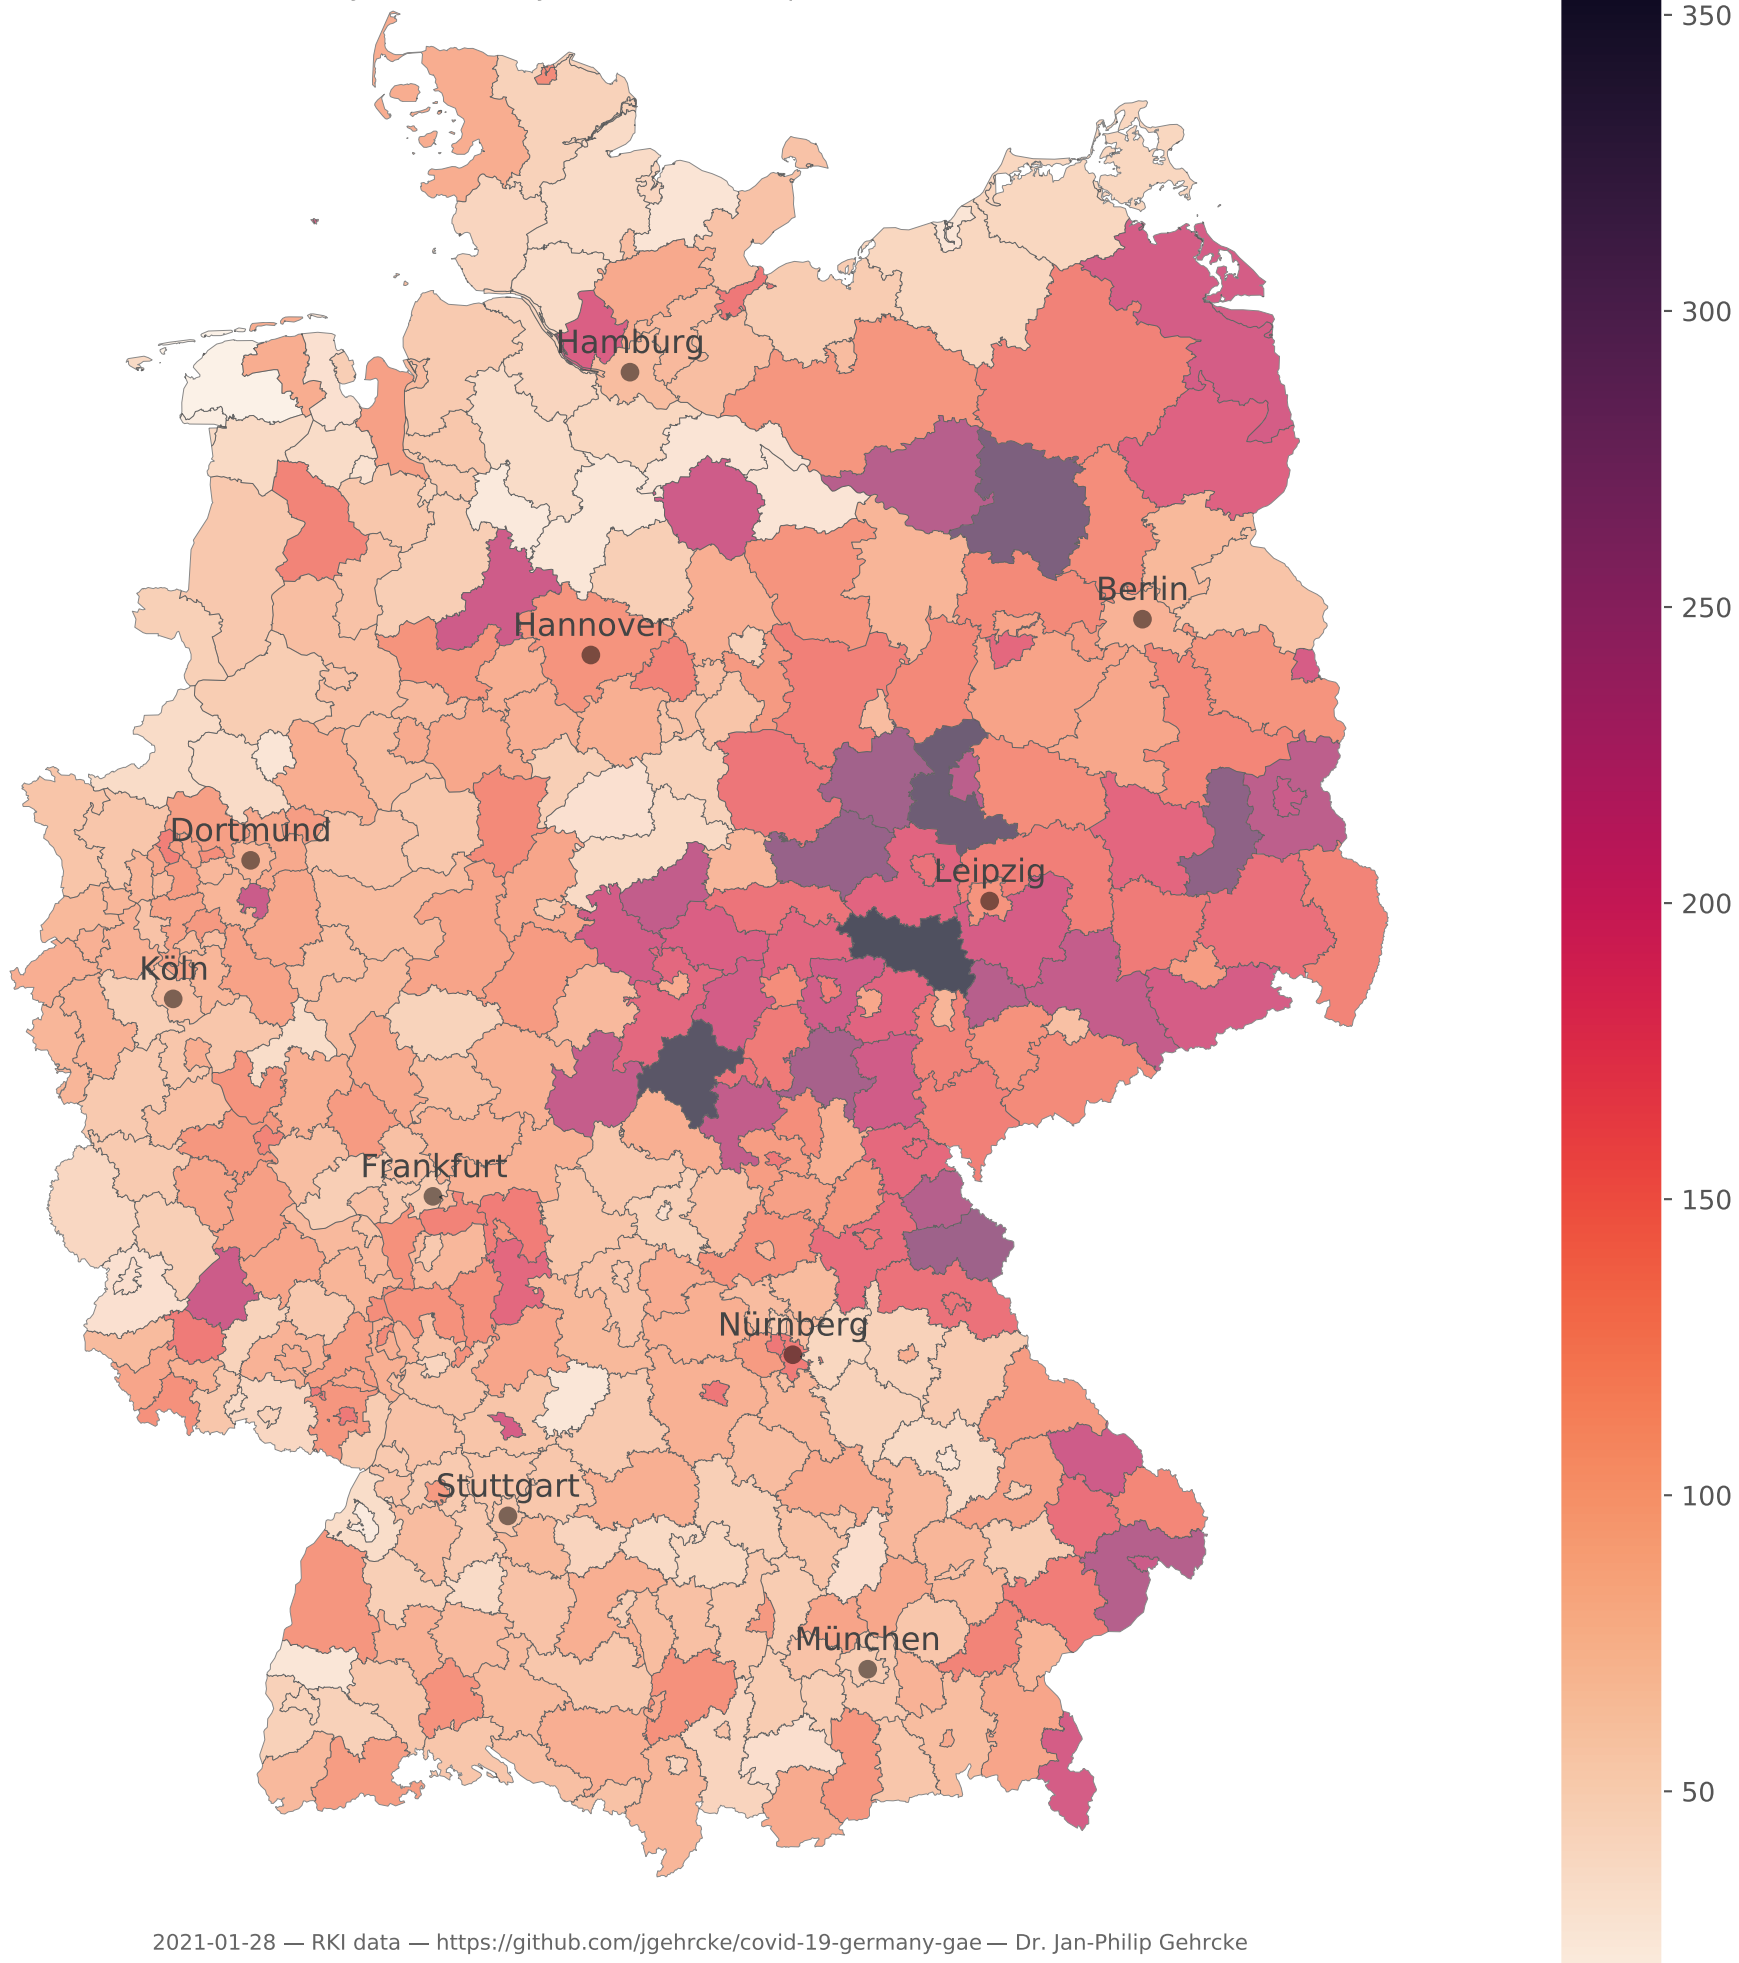 350
Hamburg
300
Berlin
250
Hannover
Dortmund
Leipzig
200
Köln
Frankfurt
150
Nürnberg
Stuttgart
100
München
50
2021-01-28 — RKI data — https://github.com/jgehrcke/covid-19-germany-gae — Dr. Jan-Philip Gehrcke